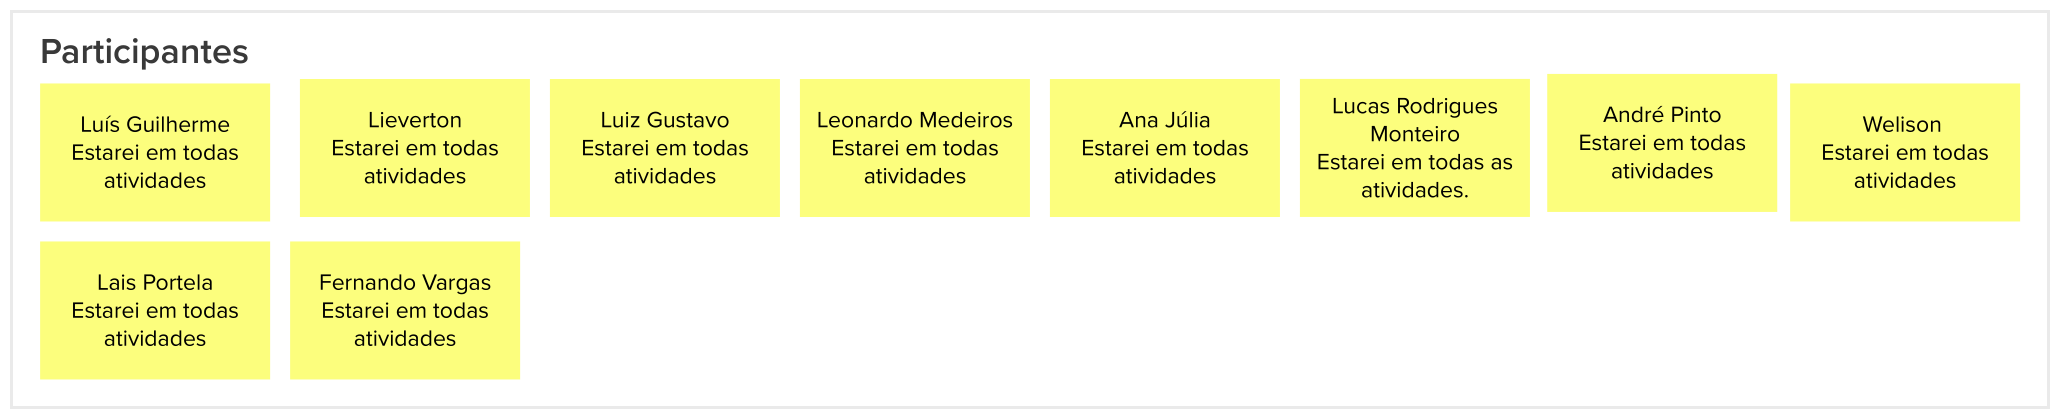 Participantes
Luís Guilherme
Estarei em todas
atividades
Lieverton
Estarei em todas
atividades
Luiz Gustavo
Estarei em todas
atividades
Leonardo Medeiros
Estarei em todas
atividades
Ana Júlia
Estarei em todas
atividades
Lucas Rodrigues
Monteiro
Estarei em todas as
atividades.
André Pinto
Estarei em todas
atividades
Welison
Estarei em todas
atividades
Lais Portela
Estarei em todas
atividades
Fernando Vargas
Estarei em todas
atividades